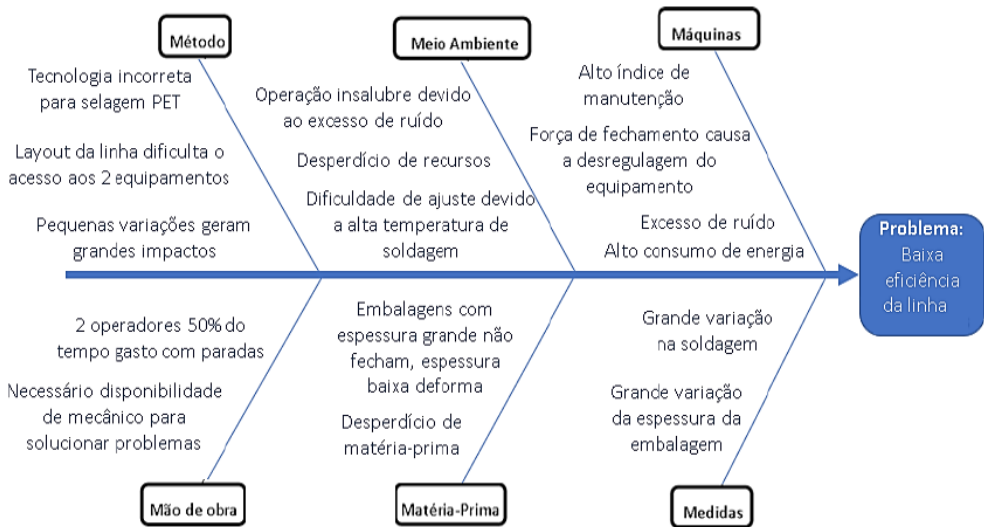 Método
Tecnologia incorreta
para selagem PET
Layout da linha dificulta o
acesso aos 2 equipamentos
Pequenas variações geram
grandes impactos
Meio Ambiente
Operação insalubre devido
ao excesso de ruído
Desperdício de recursos
Dificuldade de ajuste devido
a alta temperatura de
soldagem
Máquinas
Alto índice de
manutenção
Força de fechamento causa
a desregulagem do
equipamento
Excesso de ruído
Alto consumo de energia
Problema:
Baixa
eficiência
da linha
2 operadores 50% do
tempo gasto com paradas
Necessário disponibilidade
de mecânico para
solucionar problemas
Mão de obra
Embalagens com
espessura grande não
fecham, espessura
baixa deforma
Desperdício de
matéria-prima
Matéria-Prima
Grande variação
na soldagem
Grande variação
da espessura da
embalagem
Medidas